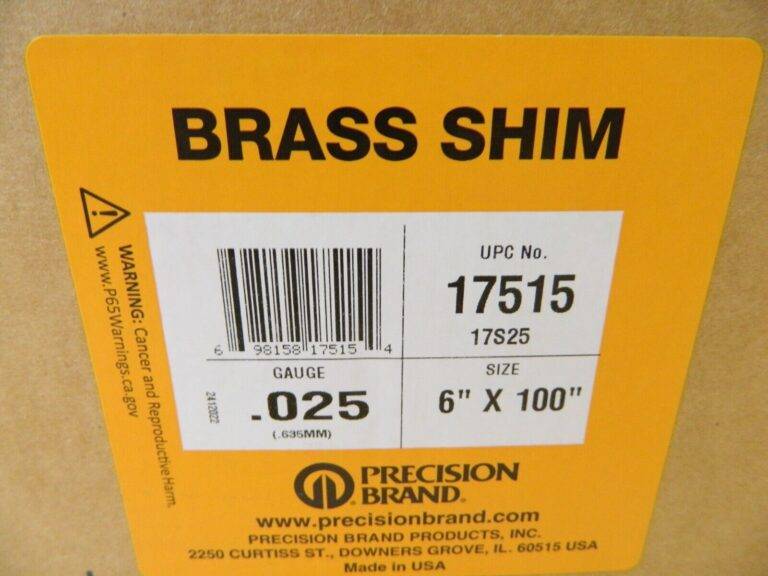 BRASS SHIM
WARNING: Cancer and Reproductive Harm.
www.P65Warnings.ca.gov
6 98158 17515 4
UPC No.
17515
17S25
GAUGE
.025
(.635MM)
2412022
SIZE
6" X 100"
PRECISION
BRAND®
www.precisionbrand.com
PRECISION BRAND PRODUCTS, INC.
2250 CURTISS ST., DOWNERS GROVE, IL. 60515 USA
Made in USA